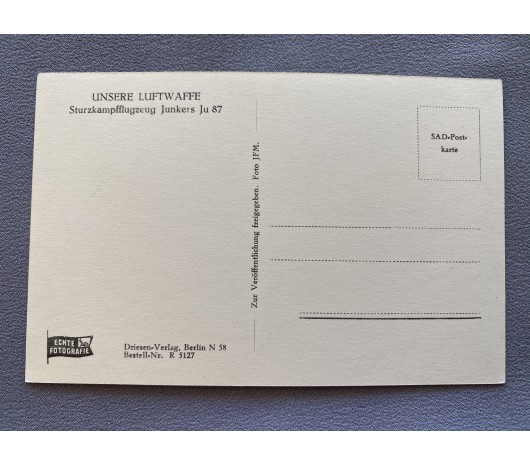 UNSERE LUFTWAFFE
Sturzkampfflugzeug Junkers Ju 87
SAD-Post-
karte
Zur Veröffentlichung freigegeben. Foto JFM.
ECHTE
FOTOGRAFIE
Driesen-Verlag, Berlin N 58
Bestell-Nr. R 5127